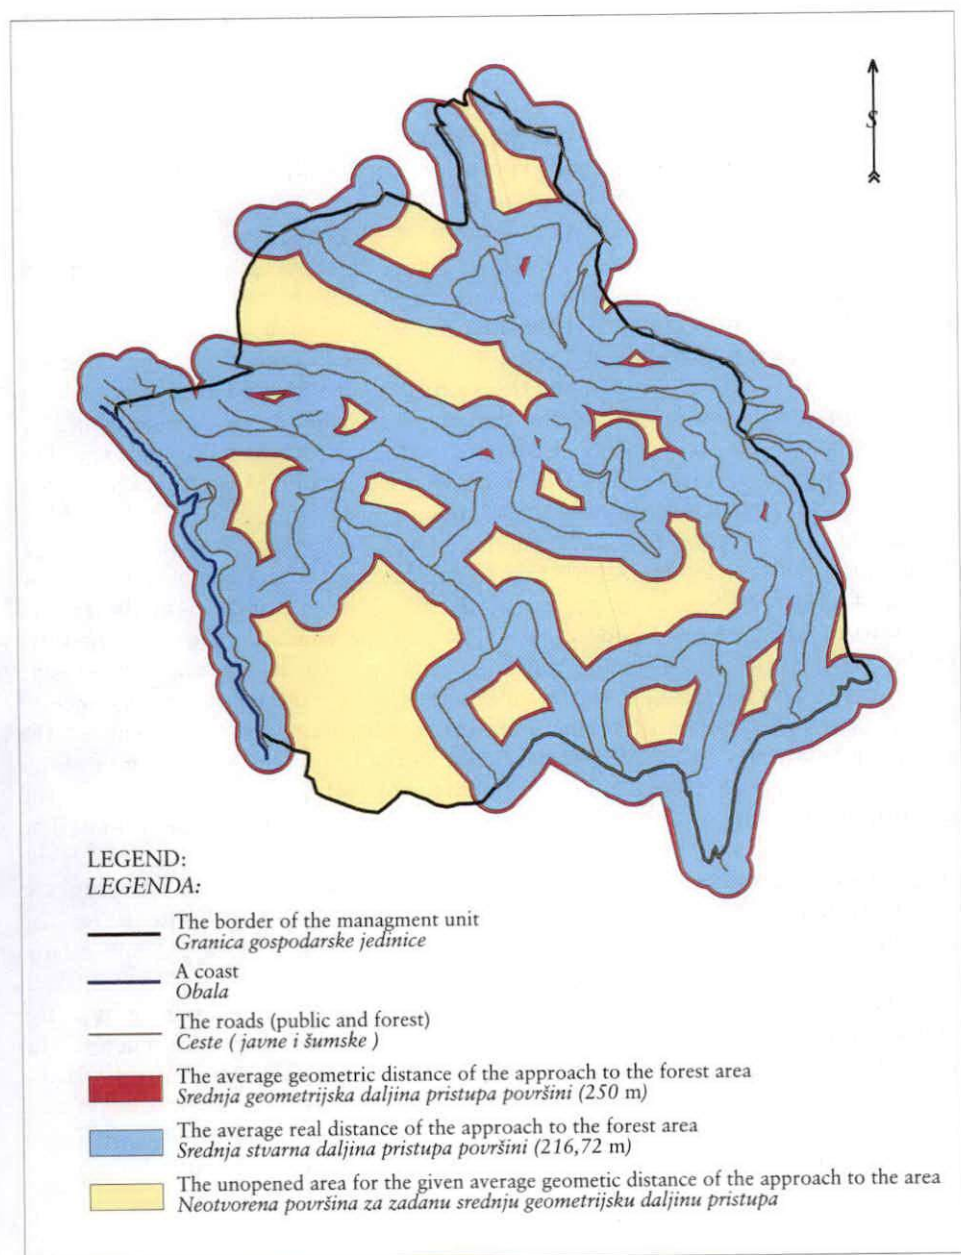 S
LEGEND:
LEGENDA:
The border of the managment unit
Granica gospodarske jedinice
A coast
Obala
The roads (public and forest)
Ceste ( javne i šumske )
The average geometric distance of the approach to the forest area
Srednja geometrijska daljina pristupa površini (250 m)
The average real distance of the approach to the forest area
Srednja stvarna daljina pristupa površini (216,72 m)
The unopened area for the given average geometic distance of the approach to the area
Neotvorena površina za zadanu srednju geometrijsku daljinu pristupa